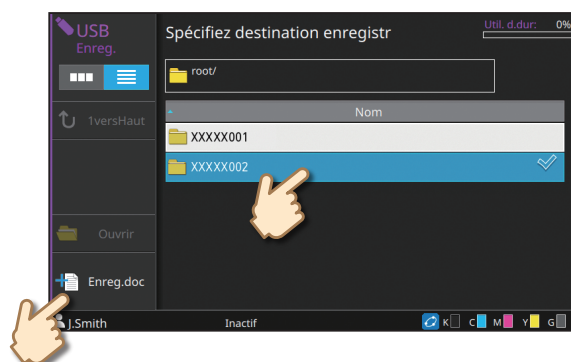 USB
Enreg.
Spécifiez destination enregistr
Util. d.dur: 0%
root/
1versHaut
Nom
XXXXX001
XXXXX002
Ouvrir
Enreg.doc
J.Smith
Inactif
K C M Y G